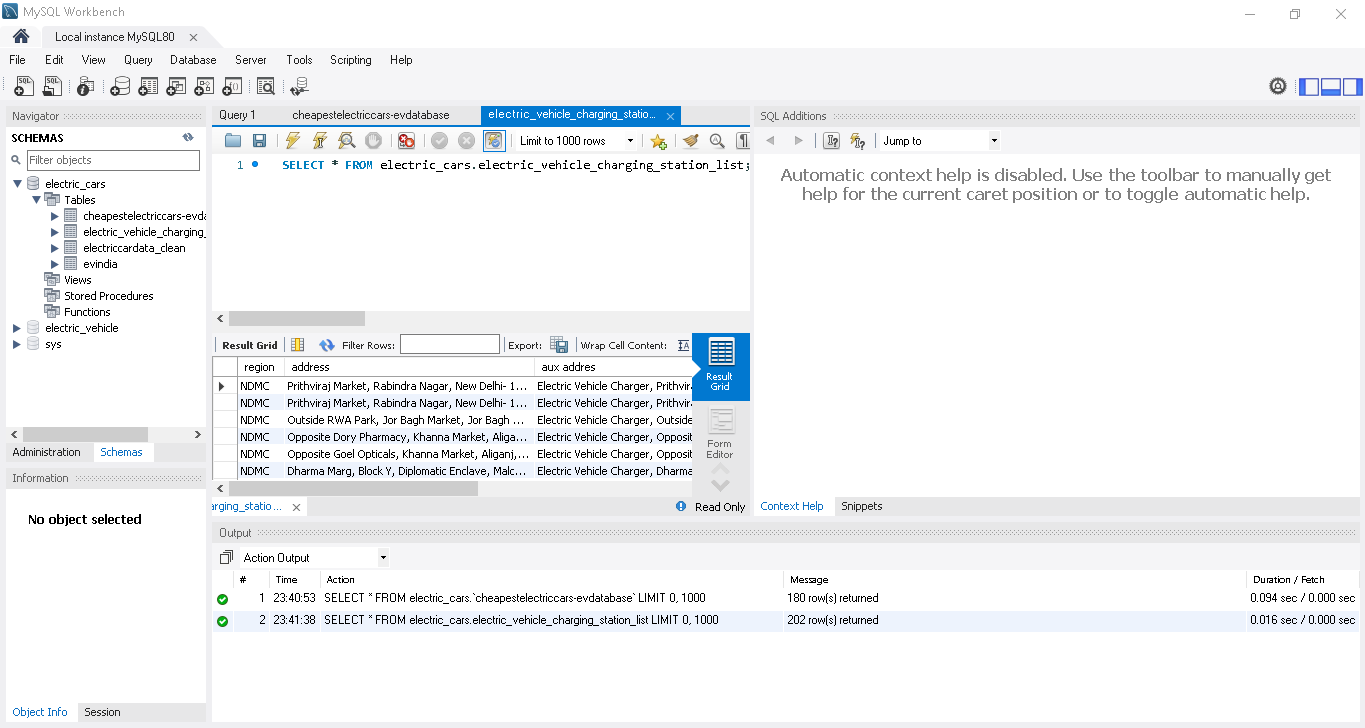 MySQL Workbench
Local instance MySQL80
File Edit View Query Database Server Tools Scripting Help
Navigator
SCHEMAS
Filter objects
electric_cars
Tables
cheapestelectriccars-evda
electric_vehicle_charging_
electriccardata_clean
evindia
Views
Stored Procedures
Functions
electric_vehicle
sys
Administration Schemas
Information
No object selected
Object Info Session
Query 1 cheapestelectriccars-evdatabase electric_vehicle_charging_statio...
Limit to 1000 rows
1 SELECT * FROM electric_cars.electric_vehicle_charging_station_list;
Result Grid Filter Rows: Export: Wrap Cell Content:
region address aux addres
NDMC Prithviraj Market, Rabindra Nagar, New Delhi- 1... Electric Vehicle Charger, Prithvira
NDMC Prithviraj Market, Rabindra Nagar, New Delhi- 1... Electric Vehicle Charger, Prithvira
NDMC Outside RWA Park, Jor Bagh Market, Jor Bagh ... Electric Vehicle Charger, Outside
NDMC Opposite Dory Pharmacy, Khanna Market, Aliga... Electric Vehicle Charger, Opposit
NDMC Opposite Goel Opticals, Khanna Market, Aliganj,... Electric Vehicle Charger, Opposit
NDMC Dharma Marg, Block Y, Diplomatic Enclave, Malc... Electric Vehicle Charger, Dharma
Result
Grid
Form
Editor
arging_statio... Read Only
SQL Additions
Jump to
Automatic context help is disabled. Use the toolbar to manually get
help for the current caret position or to toggle automatic help.
Context Help Snippets
Output
Action Output
# Time Action Message Duration / Fetch
1 23:40:53 SELECT * FROM electric_cars.`cheapestelectriccars-evdatabase` LIMIT 0, 1000 180 row(s) returned 0.094 sec / 0.000 sec
2 23:41:38 SELECT * FROM electric_cars.electric_vehicle_charging_station_list LIMIT 0, 1000 202 row(s) returned 0.016 sec / 0.000 sec